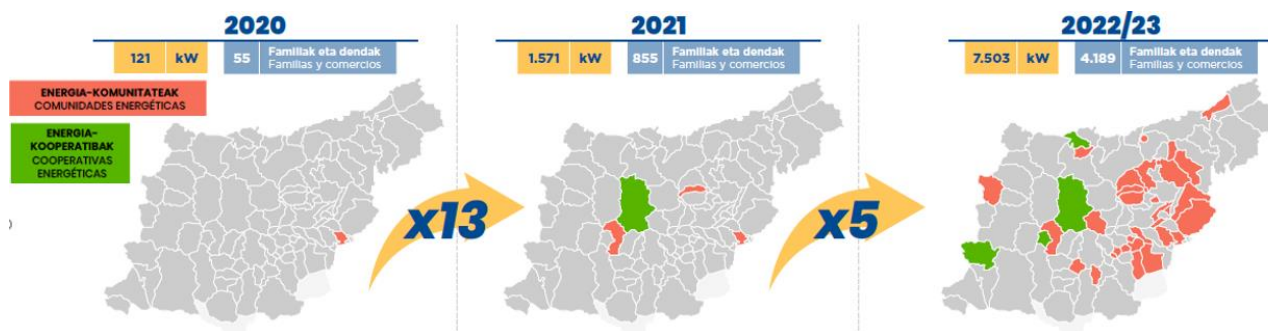 2020
121 kW 55 Familiak eta dendak
Familias y comercios
ENERGIA-KOMUNITATEAK
COMUNIDADES ENERGÉTICAS
ENERGIA-
KOOPERATIBAK
COOPERATIVAS
ENERGÉTICAS
x13
2021
1.571 kW 855 Familiak eta dendak
Familias y comercios
x5
2022/23
7.503 kW 4.189 Familiak eta dendak
Familias y comercios